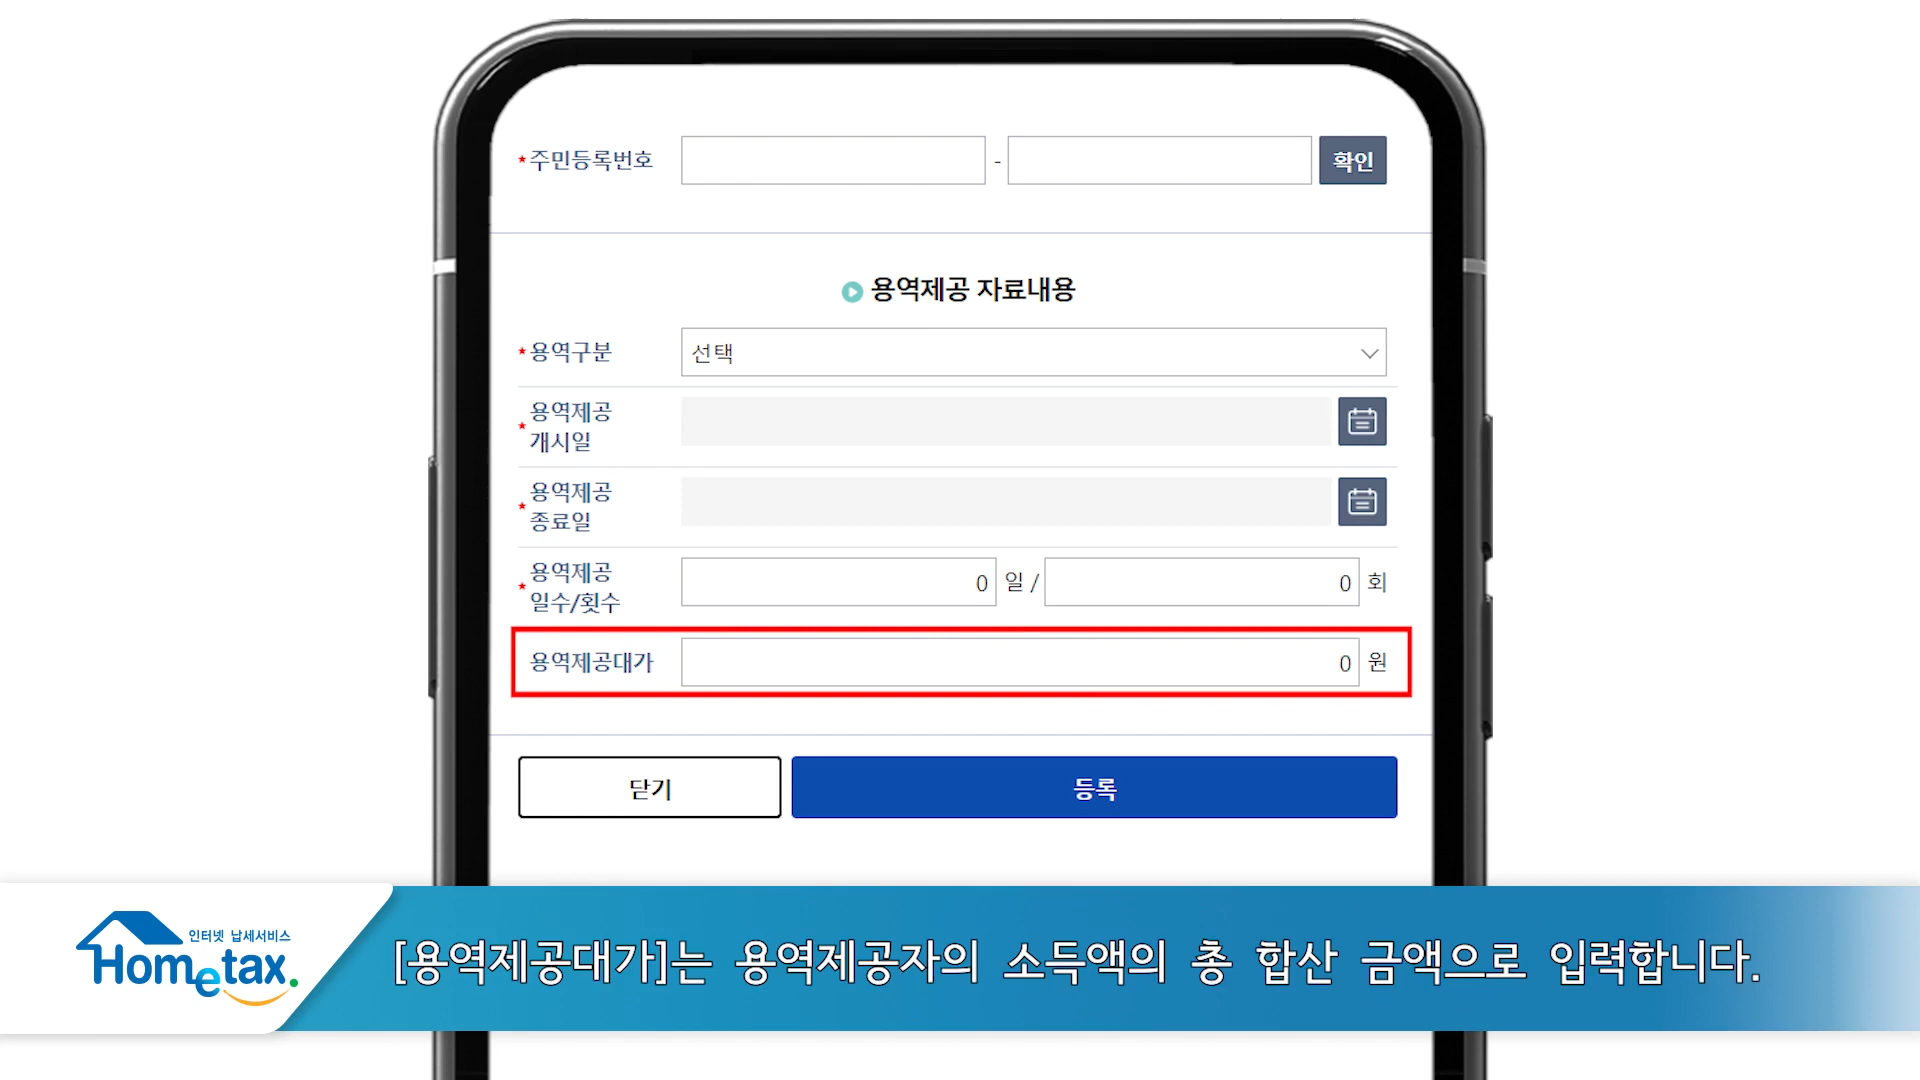 *주민등록번호 - 확인
용역제공 자료내용
*용역구분 선택
*용역제공
개시일
*용역제공
종료일
*용역제공
일수/횟수 0 일 / 0 회
용역제공대가 0 원
닫기 등록
인터넷 납세서비스
Hometax.
[용역제공대가]는 용역제공자의 소득액의 총 합산 금액으로 입력합니다.